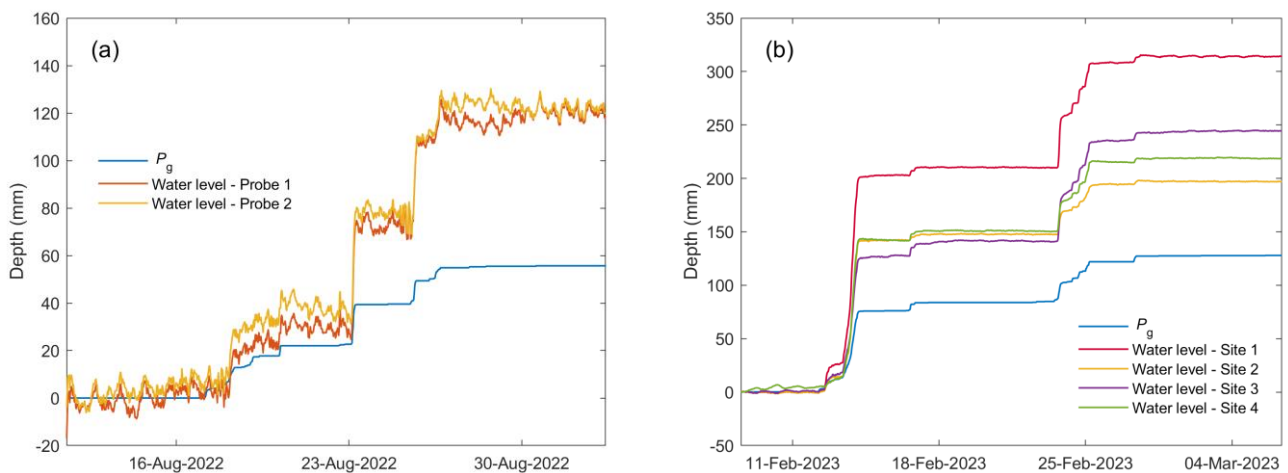 (a)
Depth (mm)
160
140
120
100
80
60
40
20
0
-20
Pg
Water level - Probe 1
Water level - Probe 2
16-Aug-2022 23-Aug-2022 30-Aug-2022
(b)
Depth (mm)
350
300
250
200
150
100
50
0
-50
Pg
Water level - Site 1
Water level - Site 2
Water level - Site 3
Water level - Site 4
11-Feb-2023 18-Feb-2023 25-Feb-2023 04-Mar-2023